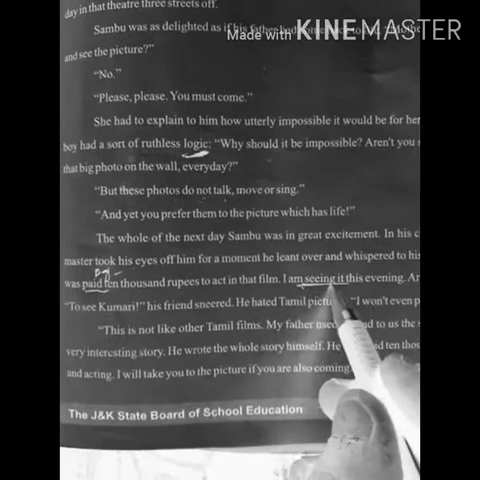 day in that theatre three streets off.
Sambu was as delighted as if his father had
Made with KINEMASTER
and see the picture?"
"No."
"Please, please. You must come."
She had to explain to him how utterly impossible it would be for her
boy had a sort of ruthless logic: "Why should it be impossible? Aren't you
that big photo on the wall, everyday?"
"But these photos do not talk, move or sing."
"And yet you prefer them to the picture which has life!"
The whole of the next day Sambu was in great excitement. In his c
master took his eyes off him for a moment he leant over and whispered to his
was paid ten thousand rupees to act in that film. I am seeing it this evening. Ar
"To see Kumari!" his friend sneered. He hated Tamil pictu "I won't even p
"This is not like other Tamil films. My father used to us the s
very interesting story. He wrote the whole story himself. He ten thou
and acting. I will take you to the picture if you are also coming
The J&K State Board of School Education